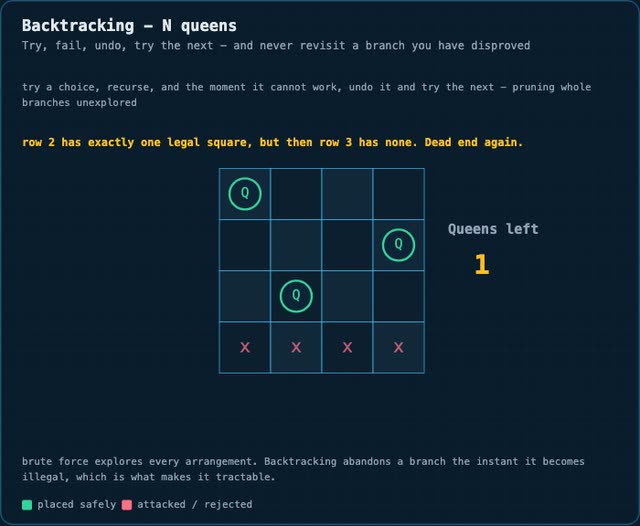 Backtracking — N queens
Try, fail, undo, try the next — and never revisit a branch you have disproved
try a choice, recurse, and the moment it cannot work, undo it and try the next — pruning whole
branches unexplored
row 2 has exactly one legal square, but then row 3 has none. Dead end again.
Q
Q
Queens left
1
Q
X X X X
brute force explores every arrangement. Backtracking abandons a branch the instant it becomes
illegal, which is what makes it tractable.
placed safely attacked / rejected